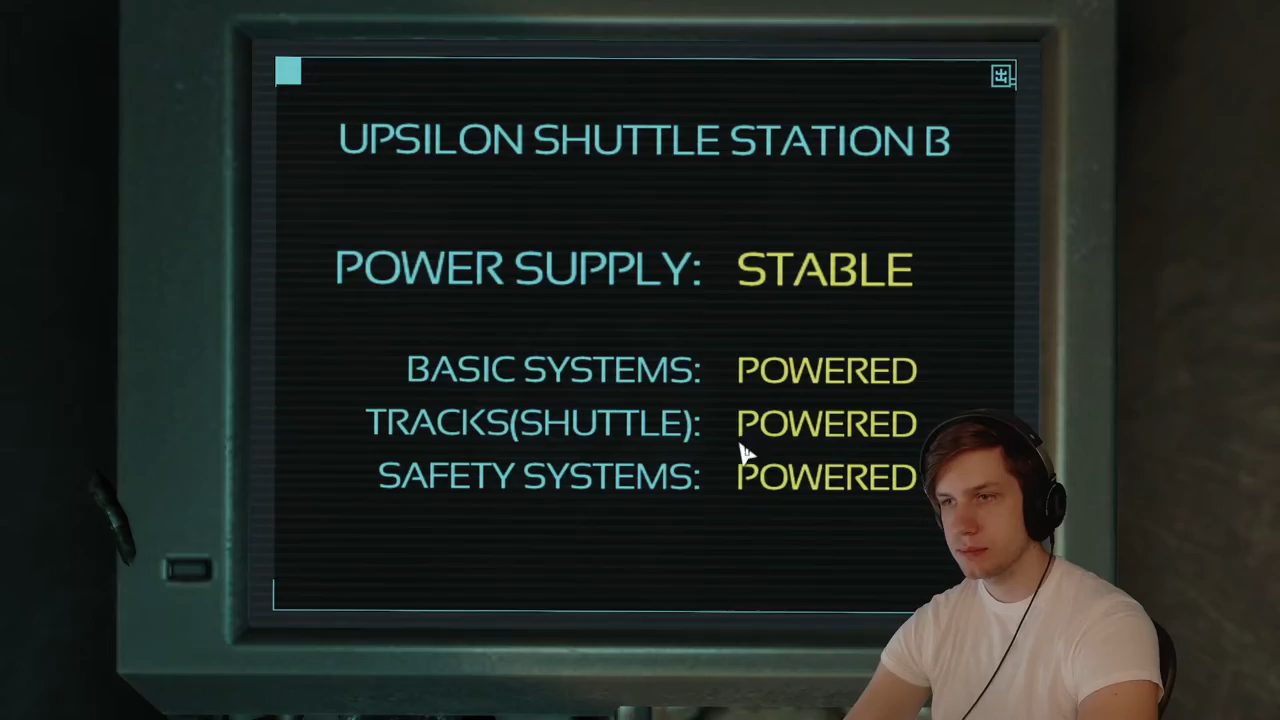 UPSILON SHUTTLE STATION B
POWER SUPPLY: STABLE
BASIC SYSTEMS: POWERED
TRACKS(SHUTTLE): POWERED
SAFETY SYSTEMS: POWERED